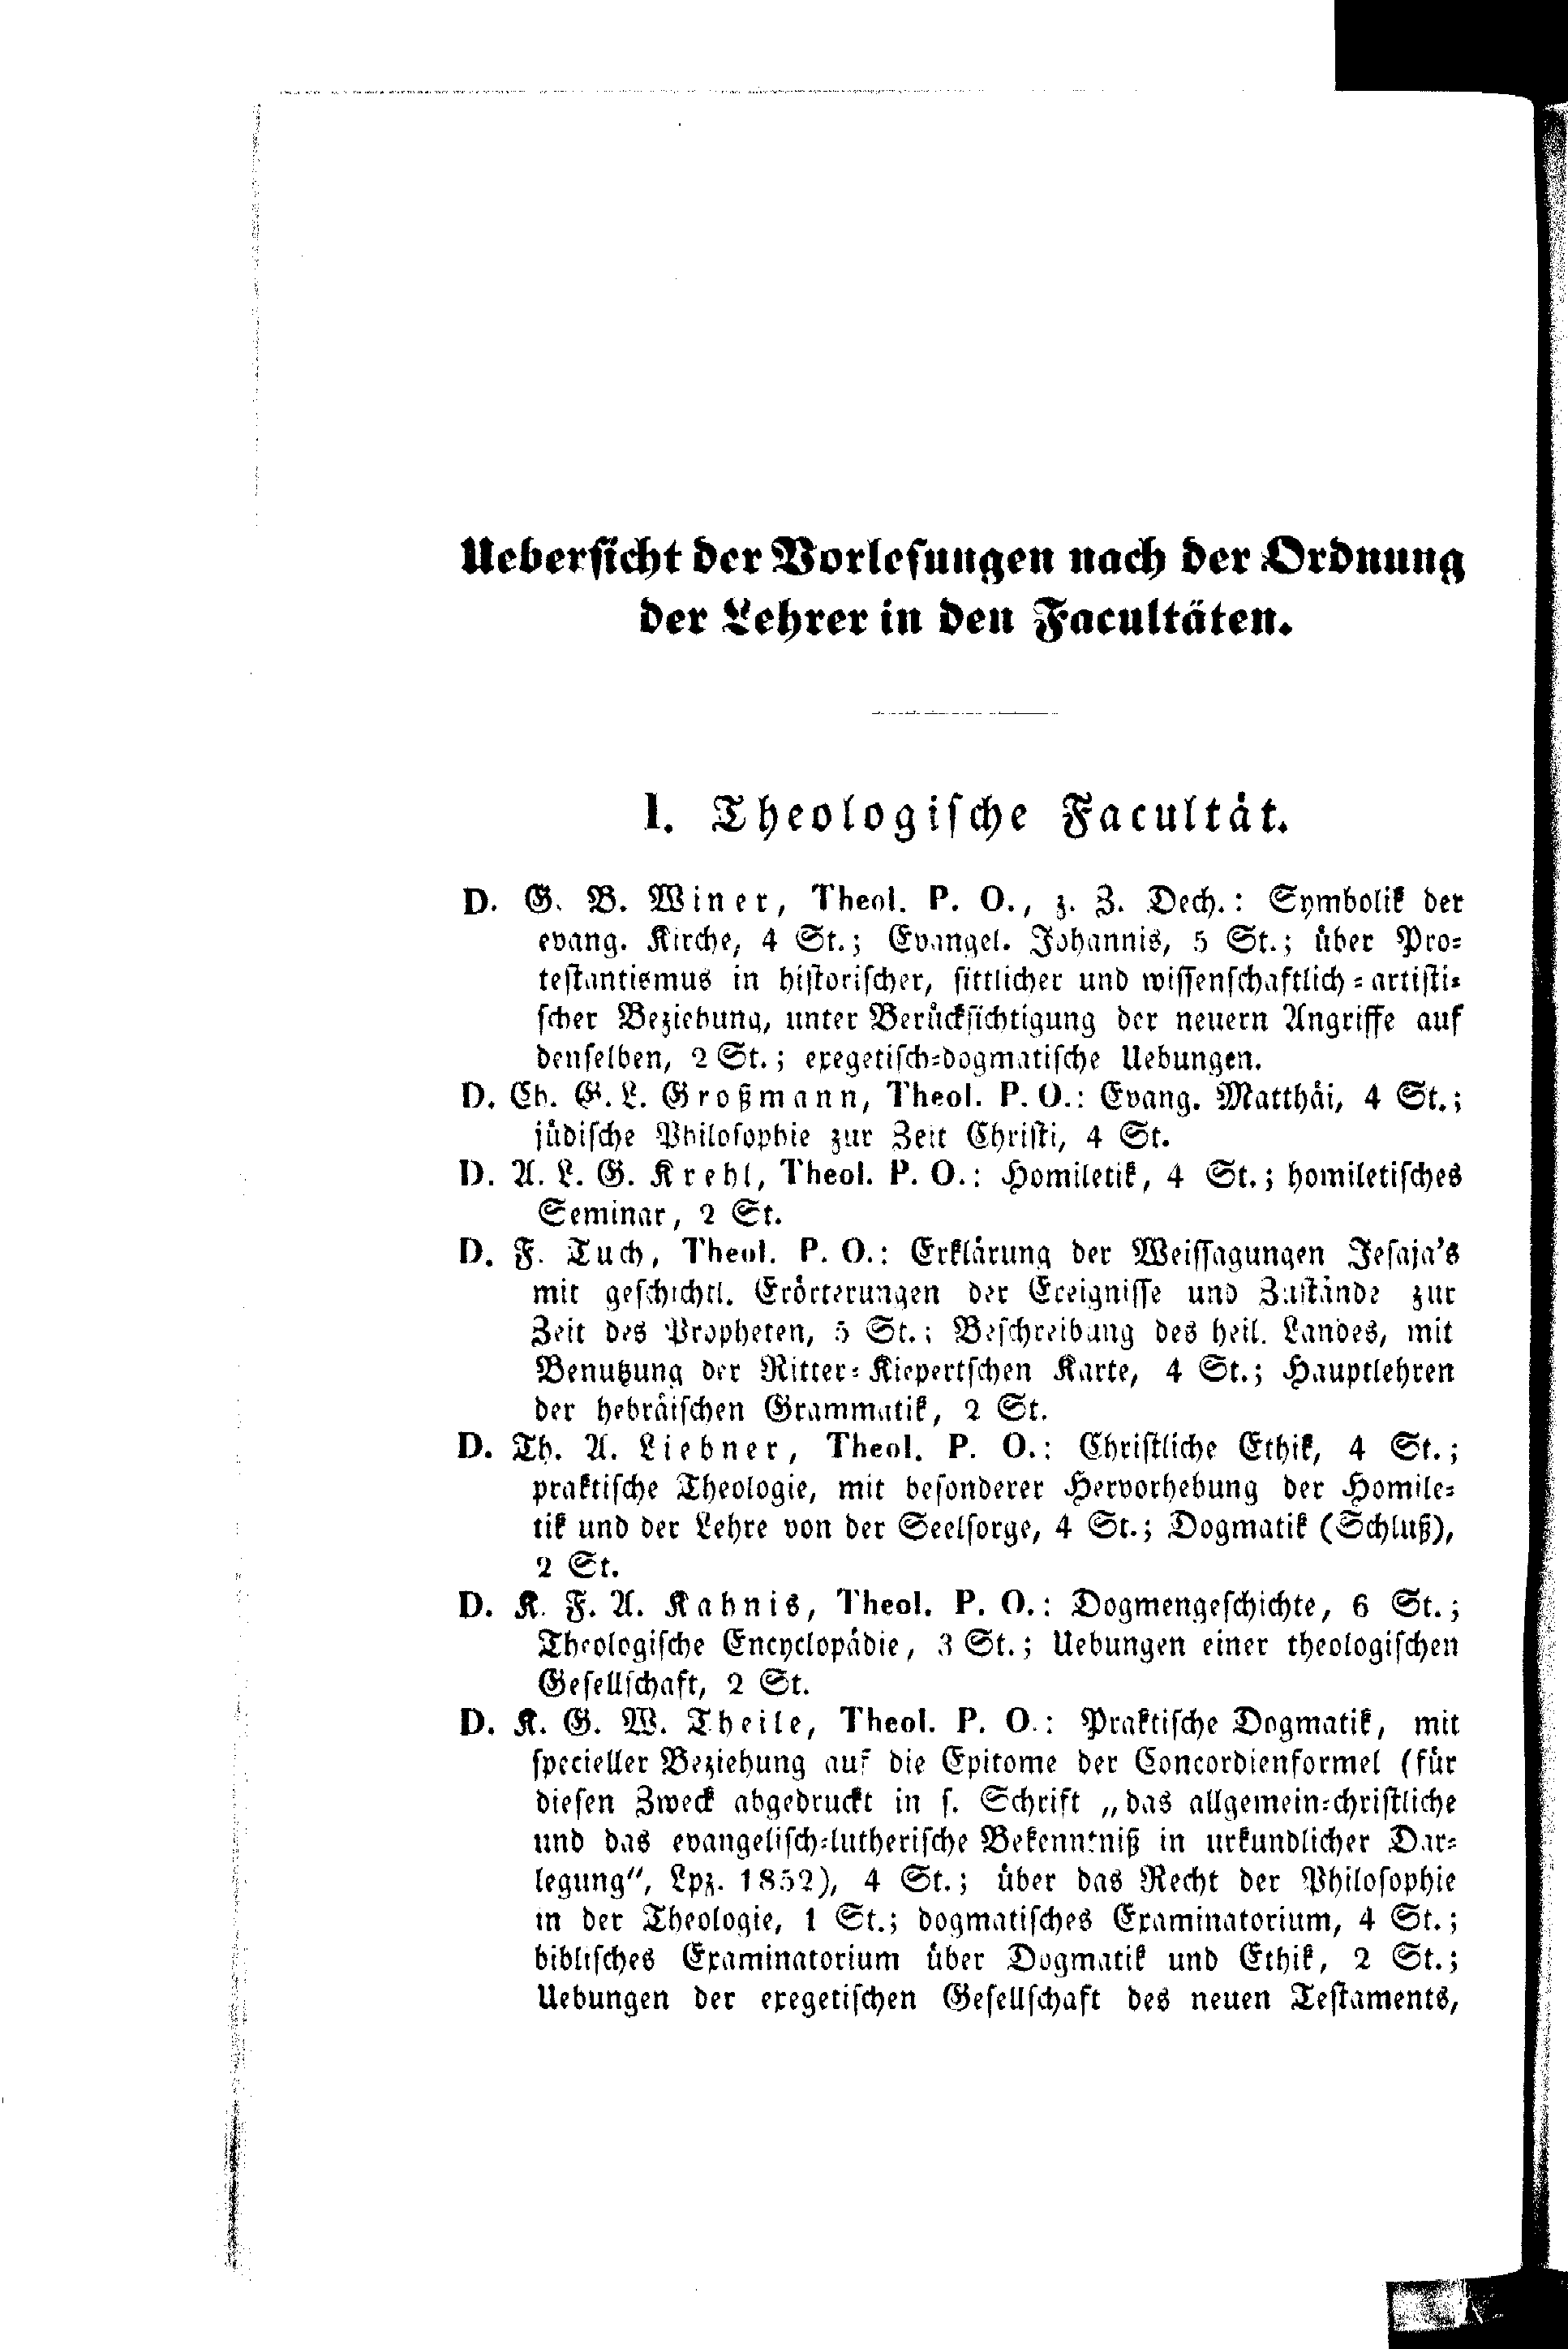 Uebersicht der Vorlesungen nach der Ordnung
der Lehrer in den Facultäten.
I. Theologische Facultät.
D. G. B. Winer, Theol. P. O., z. Z. Dech.: Symbolik der
evang. Kirche, 4 St.; Evangel. Johannis, 5 St.; über Pro-
testantismus in historischer, sittlicher und wissenschaftlich-artisti-
scher Beziehung, unter Berücksichtigung der neuern Angriffe auf
denselben, 2 St.; exegetisch-dogmatische Uebungen.
D. Ch. G. L. Großmann, Theol. P. O.: Evang. Matthäi, 4 St.;
jüdische Philosophie zur Zeit Christi, 4 St.
D. A. L. G. Krehl, Theol. P. O.: Homiletik, 4 St.; homiletisches
Seminar, 2 St.
D. F. Tuch, Theol. P. O.: Erklärung der Weissagungen Jesaja's
mit geschichtl. Erörterungen der Ereignisse und Zustände zur
Zeit des Propheten, 5 St.; Beschreibung des heil. Landes, mit
Benutzung der Ritter-Kiepertschen Karte, 4 St.; Hauptlehren
der hebräischen Grammatik, 2 St.
D. Th. A. Liebner, Theol. P. O.: Christliche Ethik, 4 St.;
praktische Theologie, mit besonderer Hervorhebung der Homile-
tik und der Lehre von der Seelsorge, 4 St.; Dogmatik (Schluß),
2 St.
D. K. F. A. Kahnis, Theol. P. O.: Dogmengeschichte, 6 St.;
Theologische Encyclopädie, 3 St.; Uebungen einer theologischen
Gesellschaft, 2 St.
D. K. G. W. Theile, Theol. P. O.: Praktische Dogmatik, mit
specieller Beziehung auf die Epitome der Concordienformel (für
diesen Zweck abgedruckt in s. Schrift „das allgemein-christliche
und das evangelisch-lutherische Bekenntniß in urkundlicher Dar-
legung“, Lpz. 1852), 4 St.; über das Recht der Philosophie
in der Theologie, 1 St.; dogmatisches Examinatorium, 4 St.;
biblisches Examinatorium über Dogmatik und Ethik, 2 St.;
Uebungen der exegetischen Gesellschaft des neuen Testaments,